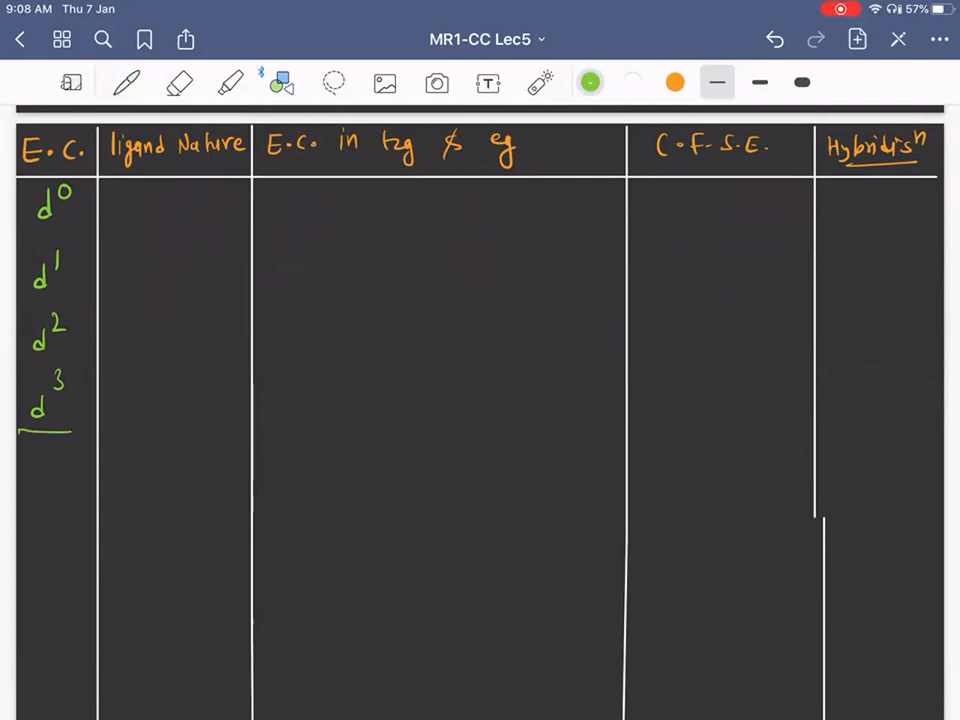 9:08 AM Thu 7 Jan 57%
MR1-CC Lec5
T
E.C. ligand Nature E.C. in t2g & eg C.F.S.E. Hybridisⁿ
d⁰
d¹
d²
d³